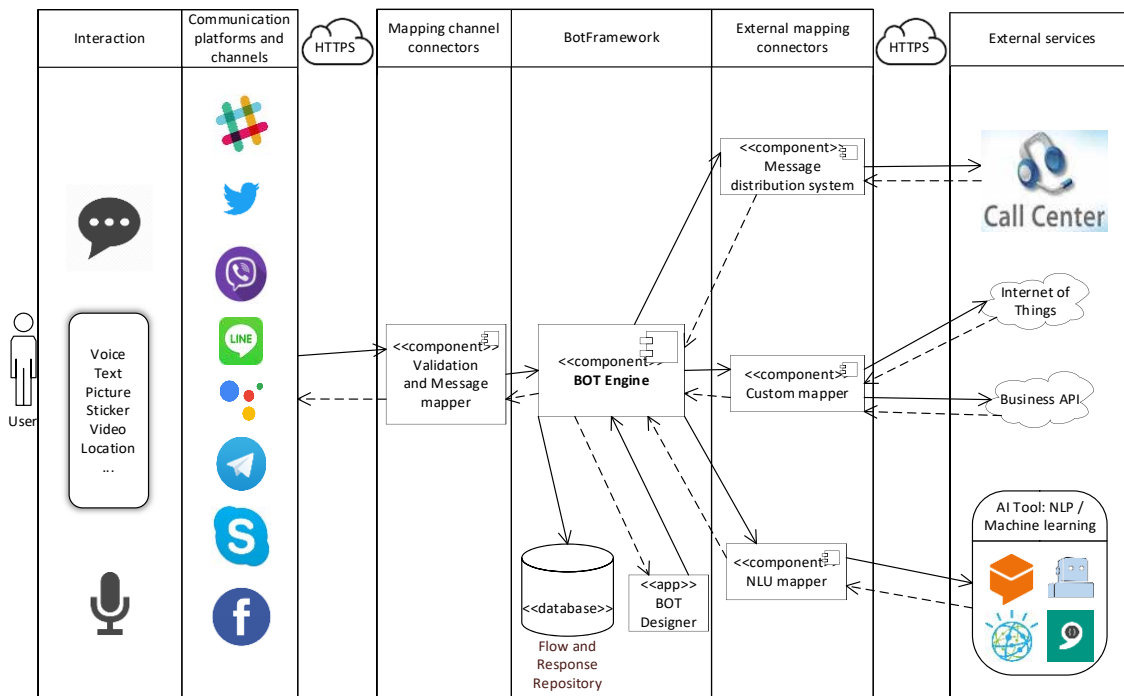 Interaction
Communication
platforms and
channels
HTTPS
Mapping channel
connectors
BotFramework
External mapping
connectors
HTTPS
External services
<<component>>
Message
distribution system
Call Center
Internet of
Things
LINE
Voice
Text
Picture
Sticker
Video
Location
...
User
<<component>>
Validation
and Message
mapper
<<component>>
BOT Engine
<<component>>
Custom mapper
Business API
AI Tool: NLP /
Machine learning
<<component>>
NLU mapper
<<database>>
<<app>>
BOT
Designer
Flow and
Response
Repository